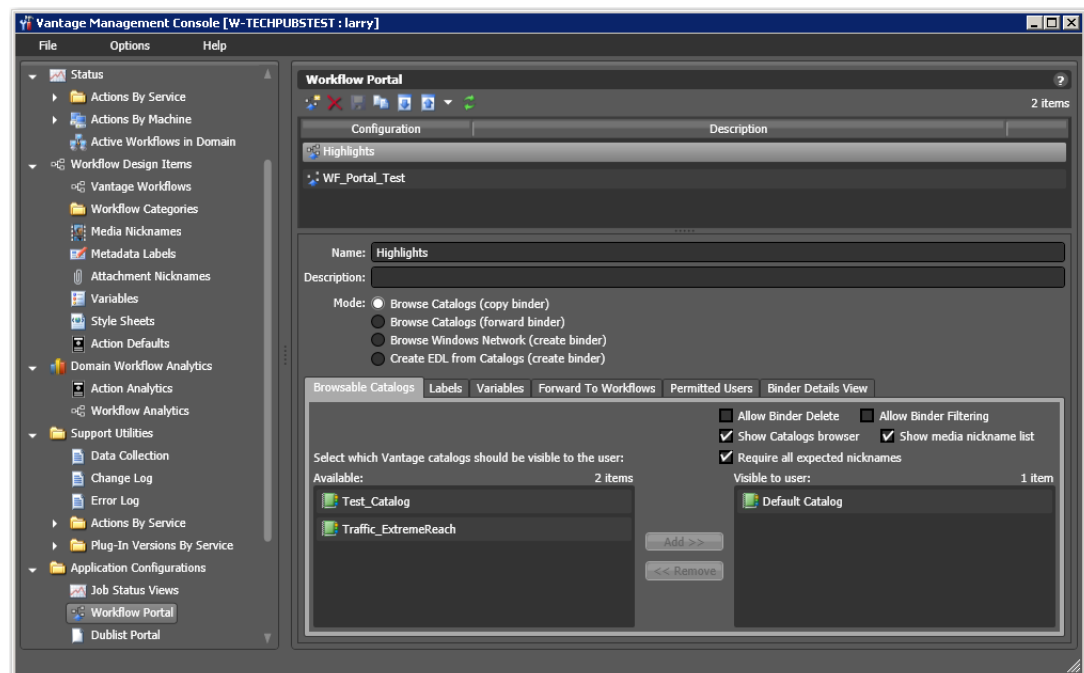 Vantage Management Console [W-TECHPUBSTEST : larry]
File Options Help
Status
Actions By Service
Actions By Machine
Active Workflows in Domain
Workflow Design Items
Vantage Workflows
Workflow Categories
Media Nicknames
Metadata Labels
Attachment Nicknames
Variables
Style Sheets
Action Defaults
Domain Workflow Analytics
Action Analytics
Workflow Analytics
Support Utilities
Data Collection
Change Log
Error Log
Actions By Service
Plug-In Versions By Service
Application Configurations
Job Status Views
Workflow Portal
Dublist Portal
Workflow Portal ?
2 items
Configuration Description
Highlights
WF_Portal_Test
Name: Highlights
Description:
Mode: Browse Catalogs (copy binder)
Browse Catalogs (forward binder)
Browse Windows Network (create binder)
Create EDL from Catalogs (create binder)
Browsable Catalogs Labels Variables Forward To Workflows Permitted Users Binder Details View
Allow Binder Delete Allow Binder Filtering
Show Catalogs browser Show media nickname list
Select which Vantage catalogs should be visible to the user: Require all expected nicknames
Available: 2 items Visible to user: 1 item
Test_Catalog Default Catalog
Traffic_ExtremeReach
Add >>
<< Remove